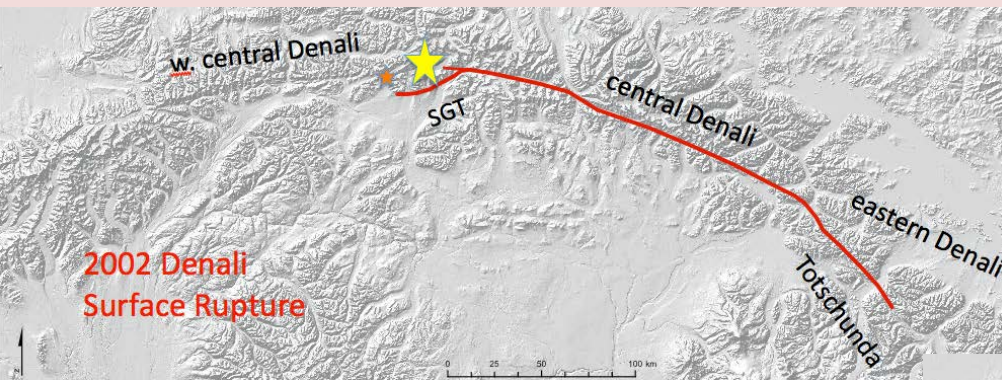 w. central Denali
SGT
central Denali
eastern Denali
Totschunda
2002 Denali
Surface Rupture
0 25 50 100 km